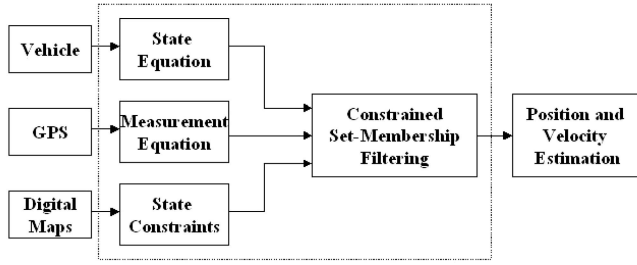 Vehicle
State
Equation
GPS
Measurement
Equation
Digital
Maps
State
Constraints
Constrained
Set-Membership
Filtering
Position and
Velocity
Estimation